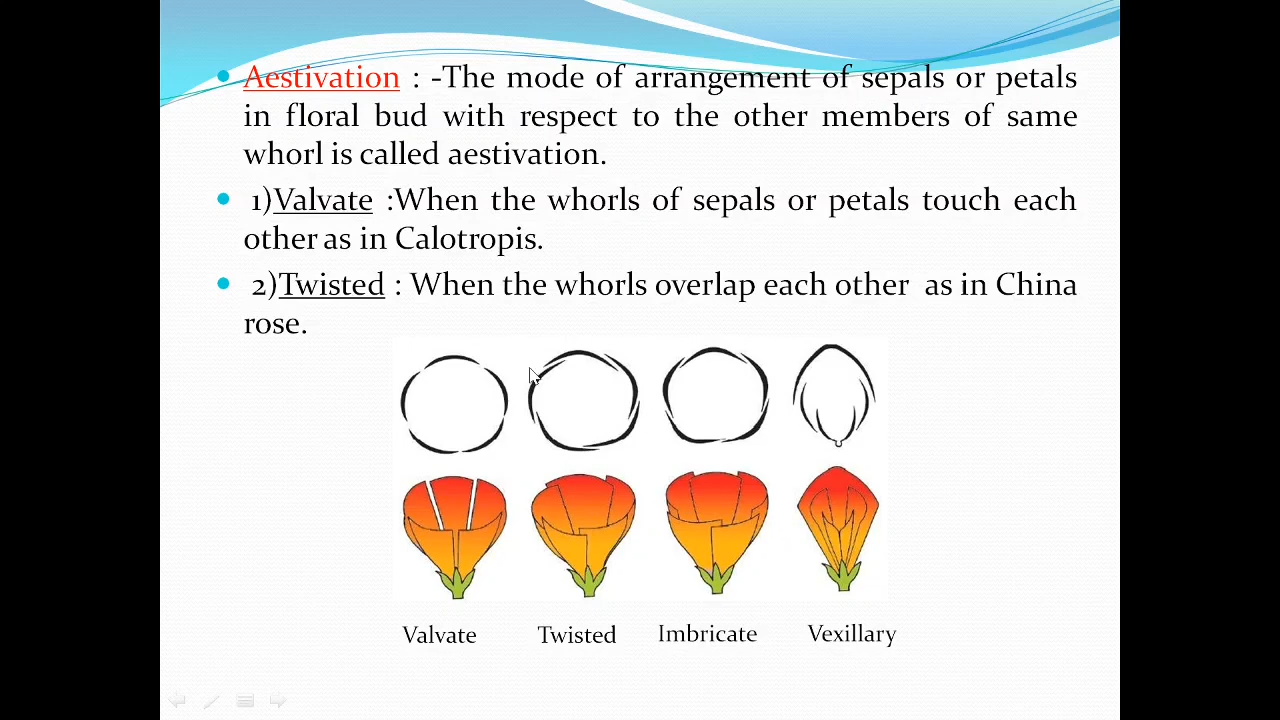 Aestivation : -The mode of arrangement of sepals or petals
in floral bud with respect to the other members of same
whorl is called aestivation.
1)Valvate :When the whorls of sepals or petals touch each
other as in Calotropis.
2)Twisted : When the whorls overlap each other as in China
rose.
Valvate Twisted Imbricate Vexillary